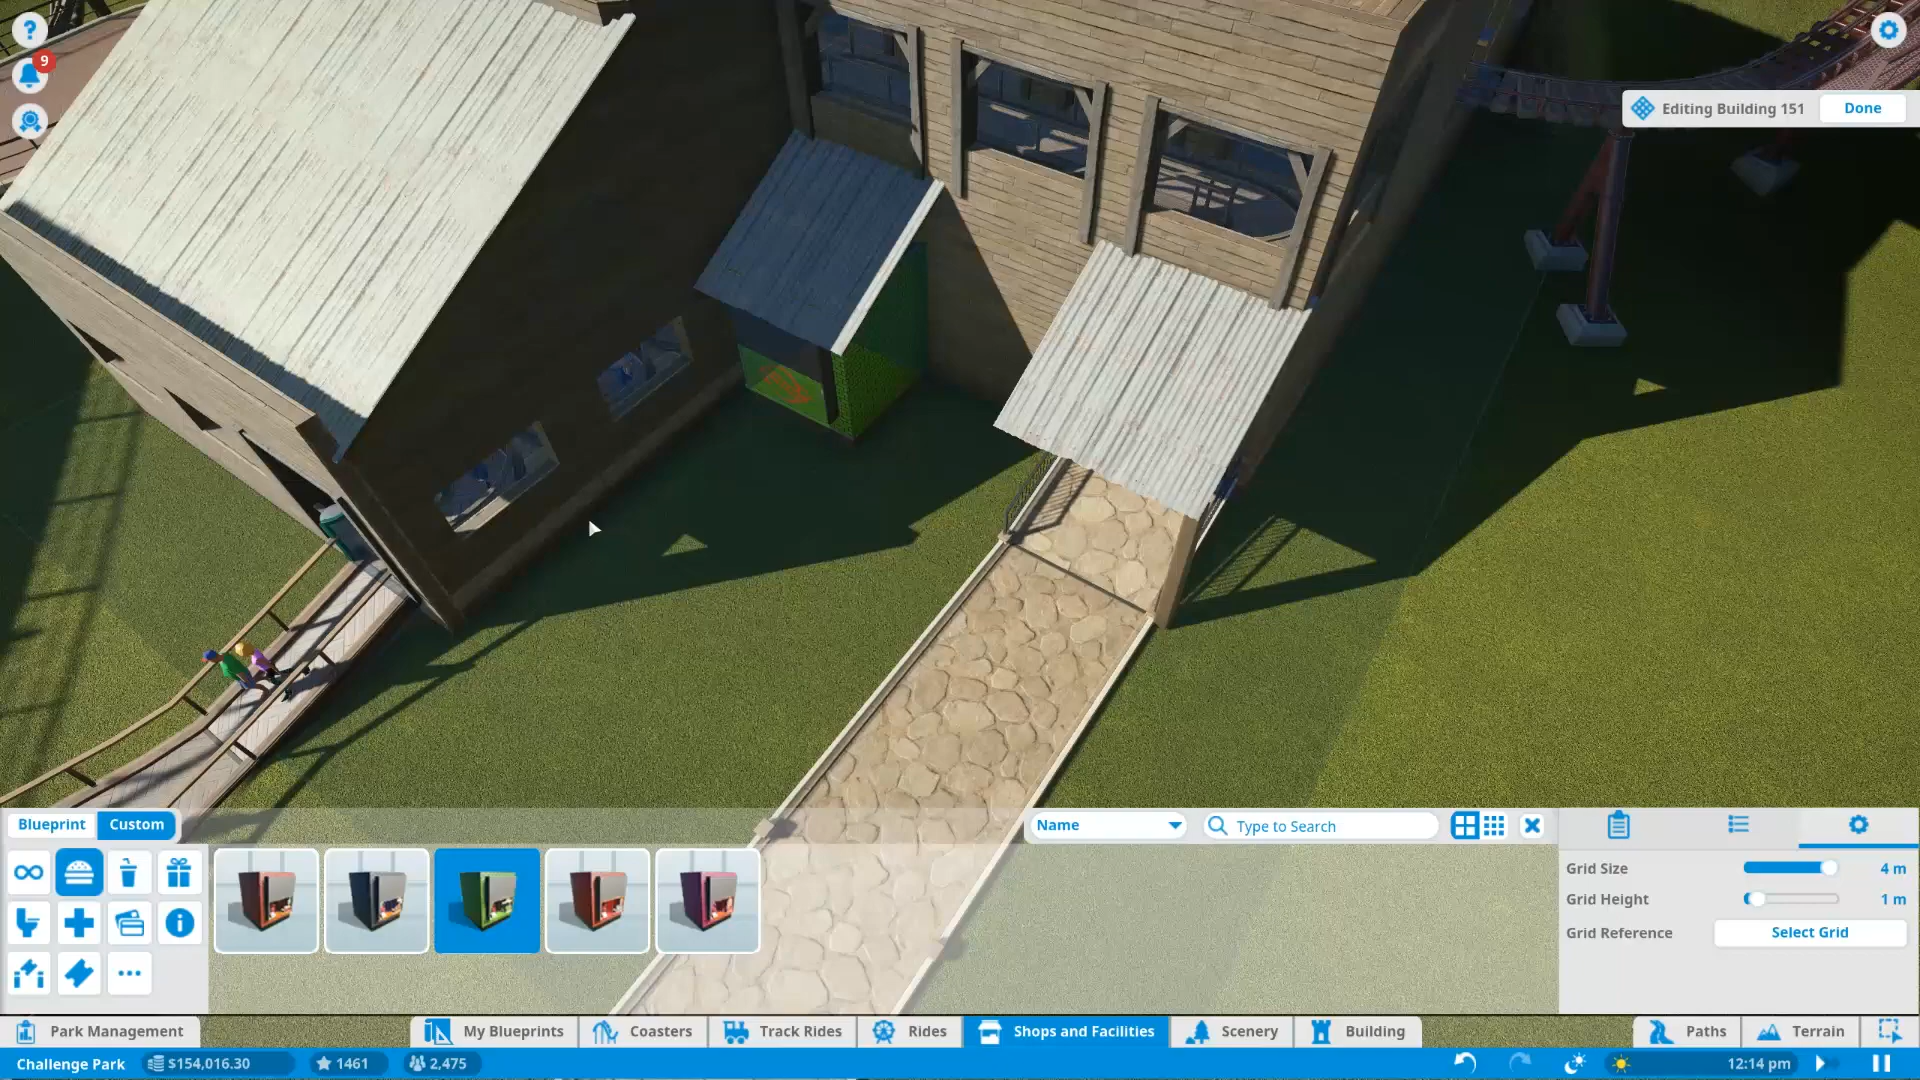 ?
9
Editing Building 151
Done
Blueprint
Custom
Name
Type to Search
Grid Size
4 m
Grid Height
1 m
Grid Reference
Select Grid
Park Management
My Blueprints
Coasters
Track Rides
Rides
Shops and Facilities
Scenery
Building
Paths
Terrain
Challenge Park
$154,016.30
1461
2,475
12:14 pm